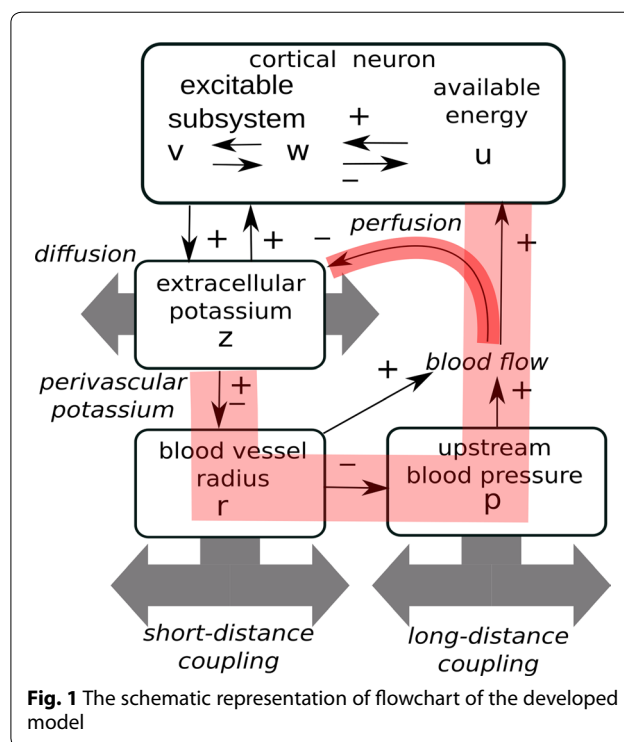 cortical neuron
excitable
subsystem
available
energy
+
v
w
u
−
diffusion
+
+
−
perfusion
+
extracellular
potassium
z
perivascular
potassium
+
−
+
blood flow
+
blood vessel
radius
r
−
upstream
blood pressure
p
short-distance
coupling
long-distance
coupling
Fig. 1 The schematic representation of flowchart of the developed
model